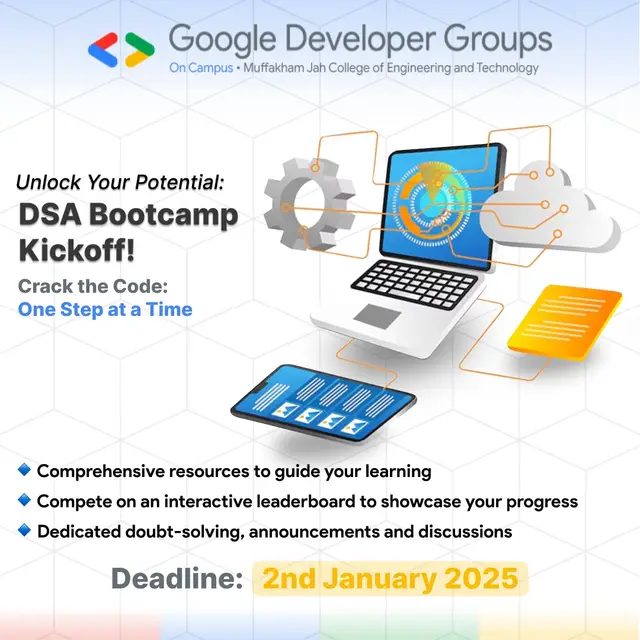 Google Developer Groups
On Campus • Muffakham Jah College of Engineering and Technology
Unlock Your Potential:
DSA Bootcamp
Kickoff!
Crack the Code:
One Step at a Time
Comprehensive resources to guide your learning
Compete on an interactive leaderboard to showcase your progress
Dedicated doubt-solving, announcements and discussions
Deadline: 2nd January 2025